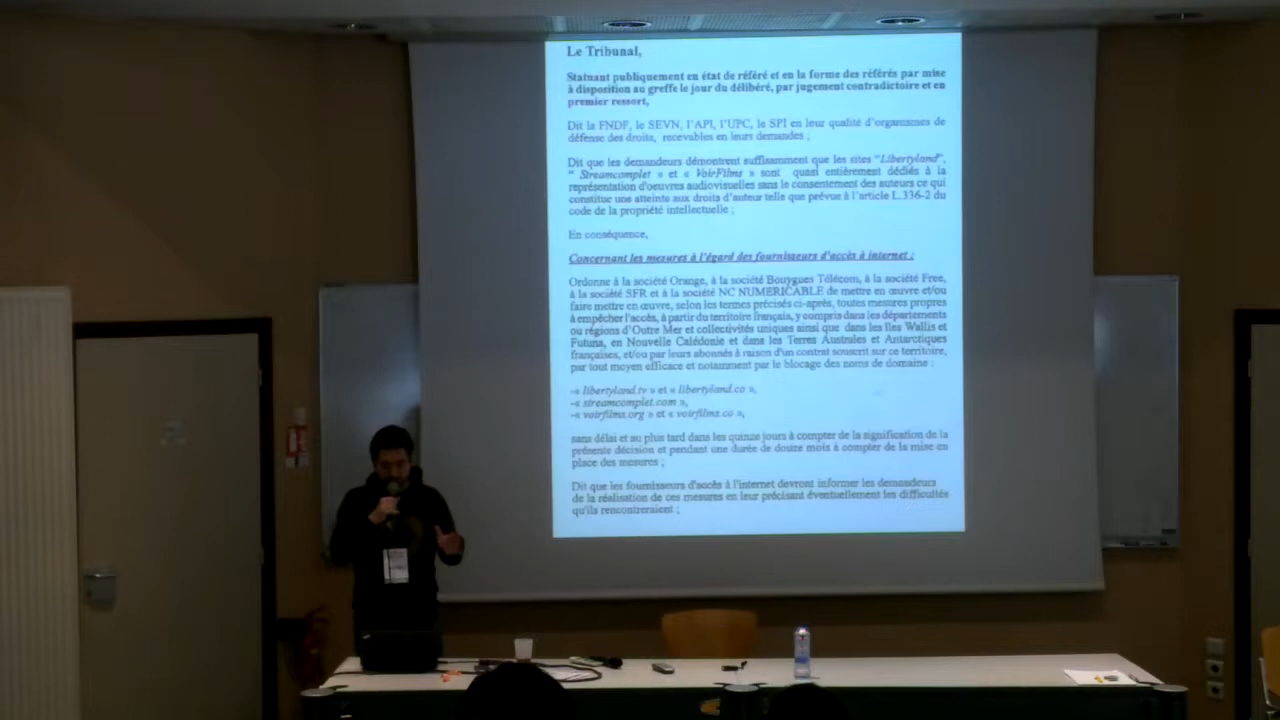 Le Tribunal,
Statuant publiquement en état de référé et en la forme des référés par mise
à disposition au greffe le jour du délibéré, par jugement contradictoire et en
premier ressort,
Dit la FNDF, le SEVN, l'API, l'UPC, le SPI en leur qualité d'organismes de
défense des droits, recevables en leurs demandes ;
Dit que les demandeurs démontrent suffisamment que les sites "Libertyland",
" Streamcomplet » et « VoirFilms » sont quasi entièrement dédiés à la
représentation d'oeuvres audiovisuelles sans le consentement des auteurs ce qui
constitue une atteinte aux droits d'auteur telle que prévue à l'article L.336-2 du
code de la propriété intellectuelle ;
En conséquence,
Concernant les mesures à l'égard des fournisseurs d'accès à internet :
Ordonne à la société Orange, à la société Bouygues Télécom, à la société Free,
à la société SFR et à la société NC NUMERICABLE de mettre en œuvre et/ou
faire mettre en œuvre, selon les termes précisés ci-après, toutes mesures propres
à empêcher l'accès, à partir du territoire français, y compris dans les départements
ou régions d'Outre Mer et collectivités uniques ainsi que dans les îles Wallis et
Futuna, en Nouvelle Calédonie et dans les Terres Australes et Antarctiques
françaises, et/ou par leurs abonnés à raison d'un contrat souscrit sur ce territoire,
par tout moyen efficace et notamment par le blocage des noms de domaine :
-« libertyland.tv » et « libertyland.co »,
-« streamcomplet.com »,
-« voirfilms.org » et « voirfilms.co »,
sans délai et au plus tard dans les quinze jours à compter de la signification de la
présente décision et pendant une durée de douze mois à compter de la mise en
place des mesures ;
Dit que les fournisseurs d'accès à l'internet devront informer les demandeurs
de la réalisation de ces mesures en leur précisant éventuellement les difficultés
qu'ils rencontreraient ;